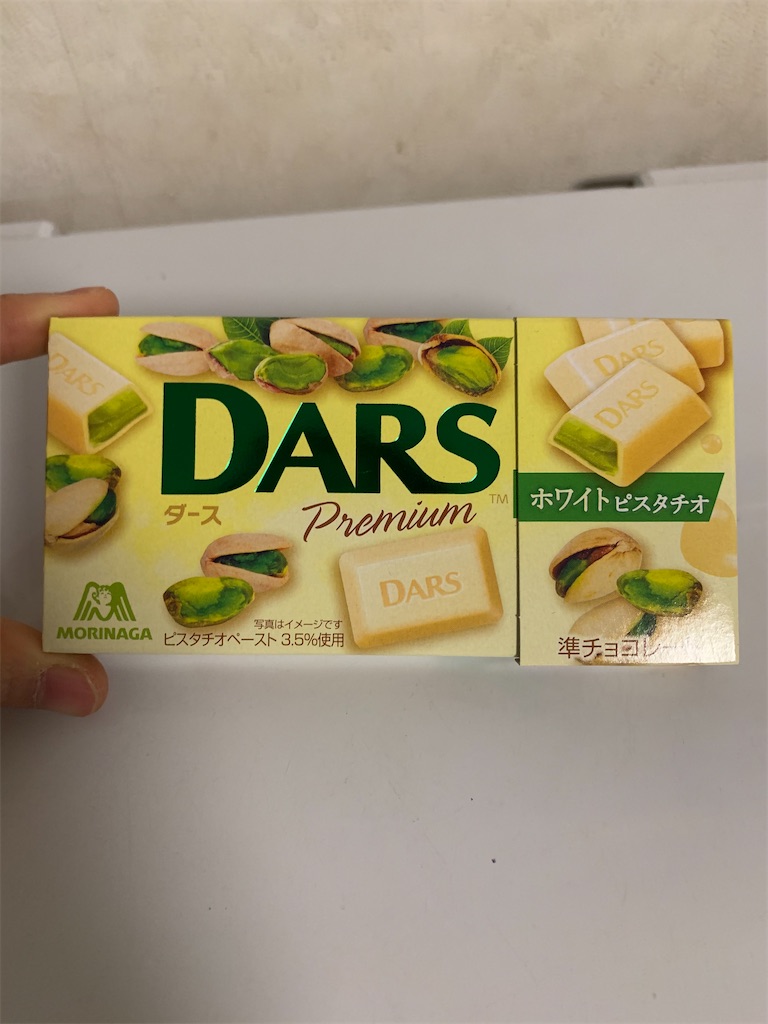 DARS
DARS
ダース
Premium
TM
DARS
MORINAGA
写真はイメージです
ピスタチオペースト 3.5%使用
DARS
DARS
ホワイトピスタチオ
準チョコレート